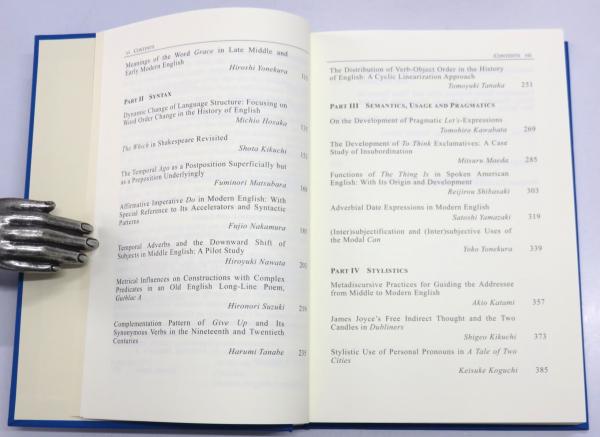 vi CONTENTS
Meanings of the Word Grace in Late Middle and
Early Modern English
Hiroshi Yonekura
PART II SYNTAX
Dynamic Change of Language Structure: Focusing on
Word Order Change in the History of English
Michio Hosaka
131
The Which in Shakespeare Revisited
Shota Kikuchi
151
The Temporal Ago as a Postposition Superficially but
as a Preposition Underlyingly
Fuminori Matsubara
169
Affirmative Imperative Do in Modern English: With
Special Reference to Its Accelerators and Syntactic
Patterns
Fujio Nakamura
185
Temporal Adverbs and the Downward Shift of
Subjects in Middle English: A Pilot Study
Hiroyuki Nawata
203
Metrical Influences on Constructions with Complex
Predicates in an Old English Long-Line Poem,
Guthlac A
Hironori Suzuki
219
Complementation Pattern of Give Up and Its
Synonymous Verbs in the Nineteenth and Twentieth
Centuries
Harumi Tanabe
235
CONTENTS vii
The Distribution of Verb-Object Order in the History
of English: A Cyclic Linearization Approach
Tomoyuki Tanaka 251
PART III SEMANTICS, USAGE AND PRAGMATICS
On the Development of Pragmatic Let's-Expressions
Tomohiro Kawabata 269
The Development of To Think Exclamatives: A Case
Study of Insubordination
Mitsuru Maeda 285
Functions of The Thing Is in Spoken American
English: With Its Origin and Development
Reijirou Shibasaki 303
Adverbial Date Expressions in Modern English
Satoshi Yamazaki 319
(Inter)subjectification and (Inter)subjective Uses of
the Modal Can
Yoko Yonekura 339
PART IV STYLISTICS
Metadiscursive Practices for Guiding the Addressee
from Middle to Modern English
Akio Katami 357
James Joyce's Free Indirect Thought and the Two
Candles in Dubliners
Shigeo Kikuchi 373
Stylistic Use of Personal Pronouns in A Tale of Two
Cities
Keisuke Koguchi 385